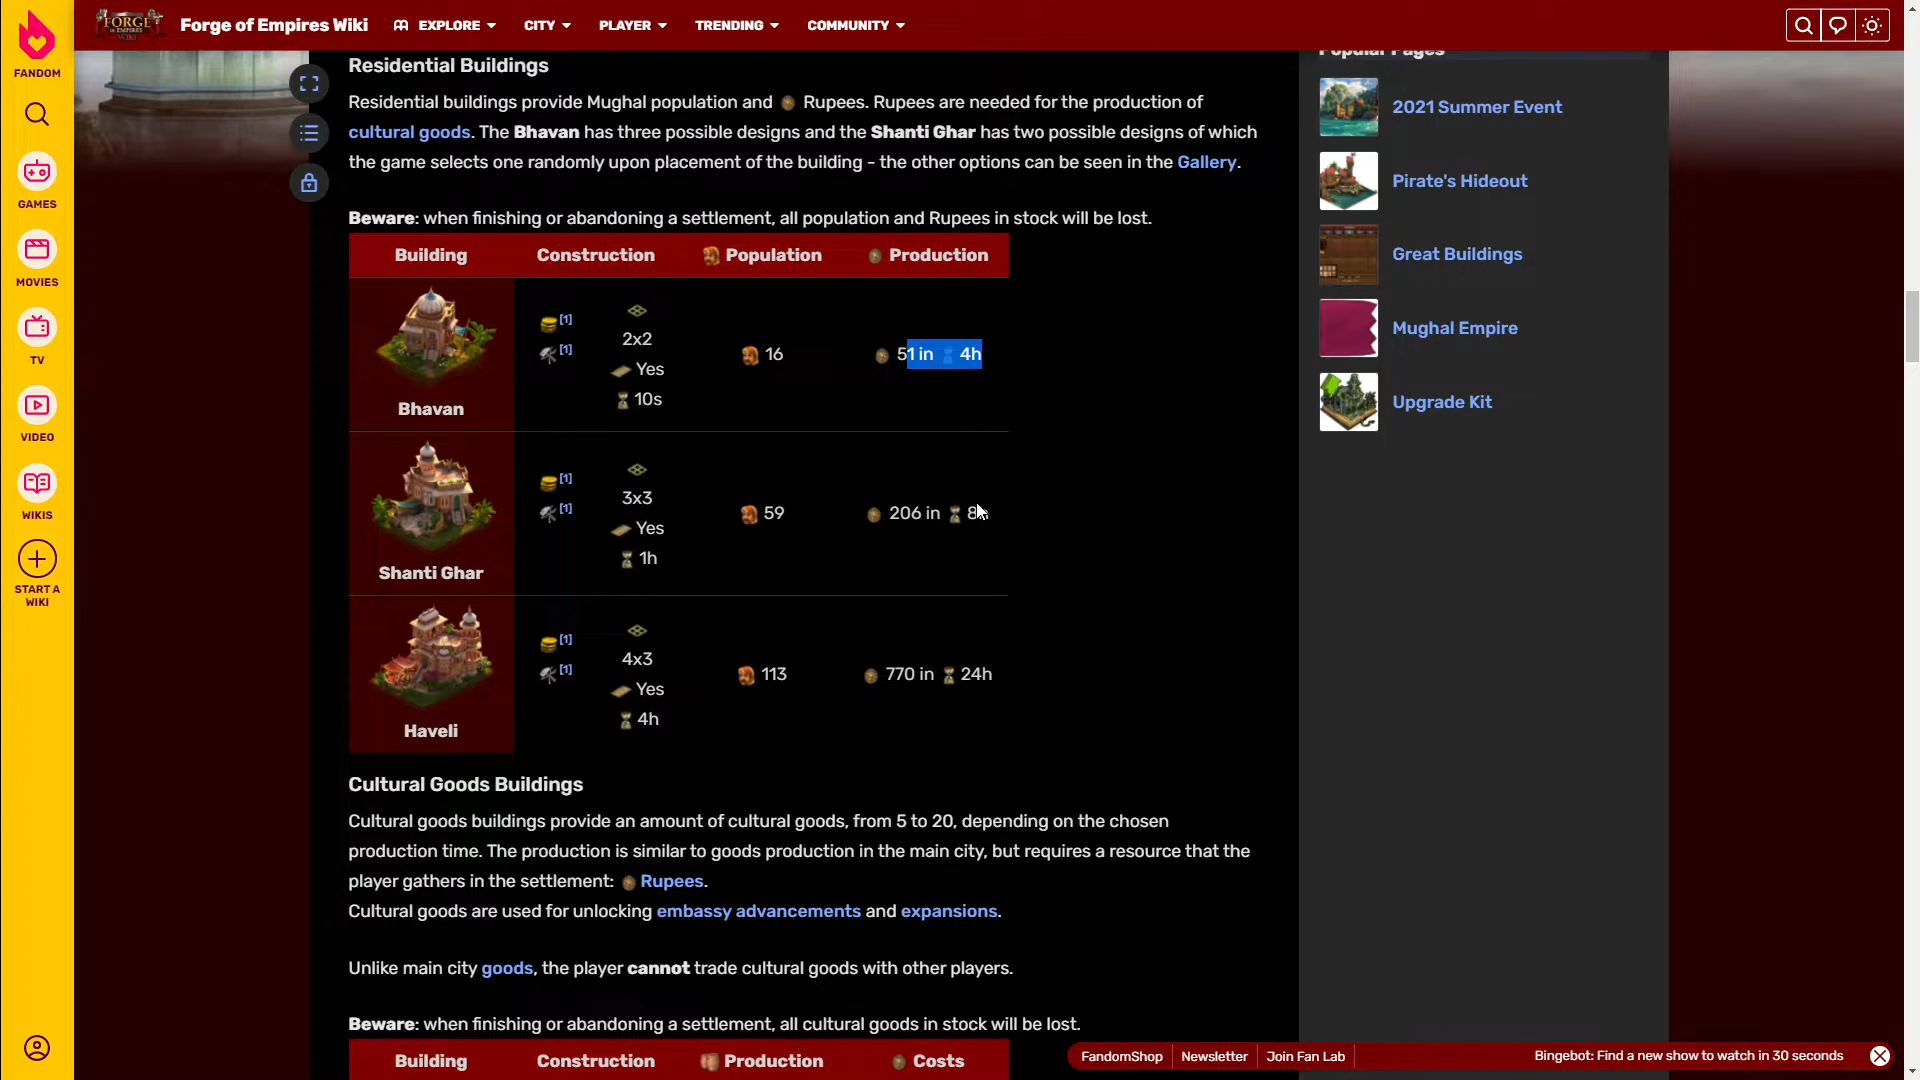 FORGE OF EMPIRES WIKI
Forge of Empires Wiki
EXPLORE
CITY
PLAYER
TRENDING
COMMUNITY
FANDOM
GAMES
MOVIES
TV
VIDEO
WIKIS
START A
WIKI
Residential Buildings
Residential buildings provide Mughal population and Rupees. Rupees are needed for the production of
cultural goods. The Bhavan has three possible designs and the Shanti Ghar has two possible designs of which
the game selects one randomly upon placement of the building - the other options can be seen in the Gallery.
Beware: when finishing or abandoning a settlement, all population and Rupees in stock will be lost.
Building Construction Population Production
Bhavan
[1]
[1]
2x2
Yes
10s
16
51 in 4h
Shanti Ghar
[1]
[1]
3x3
Yes
1h
59
206 in 8h
Haveli
[1]
[1]
4x3
Yes
4h
113
770 in 24h
Cultural Goods Buildings
Cultural goods buildings provide an amount of cultural goods, from 5 to 20, depending on the chosen
production time. The production is similar to goods production in the main city, but requires a resource that the
player gathers in the settlement: Rupees.
Cultural goods are used for unlocking embassy advancements and expansions.
Unlike main city goods, the player cannot trade cultural goods with other players.
Beware: when finishing or abandoning a settlement, all cultural goods in stock will be lost.
Building Construction Production Costs
Popular Pages
2021 Summer Event
Pirate's Hideout
Great Buildings
Mughal Empire
Upgrade Kit
FandomShop
Newsletter
Join Fan Lab
Bingebot: Find a new show to watch in 30 seconds